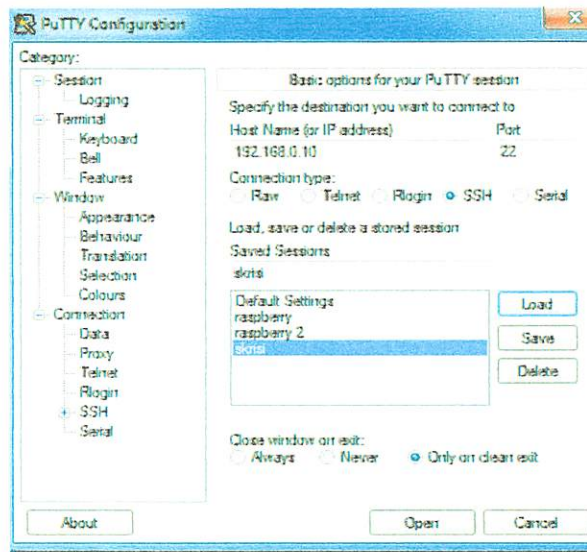 PuTTY Configuration
Category:
Session
Logging
Terminal
Keyboard
Bell
Features
Window
Appearance
Behaviour
Translation
Selection
Colours
Connection
Data
Proxy
Telnet
Rlogin
SSH
Serial
Basic options for your PuTTY session
Specify the destination you want to connect to
Host Name (or IP address) Port
192.168.0.10 22
Connection type:
Raw Telnet Rlogin SSH Serial
Load, save or delete a stored session
Saved Sessions
skrisi
Default Settings
raspberry
raspberry 2
skrisi
Load
Save
Delete
Close window on exit:
Always Never Only on clean exit
About Open Cancel